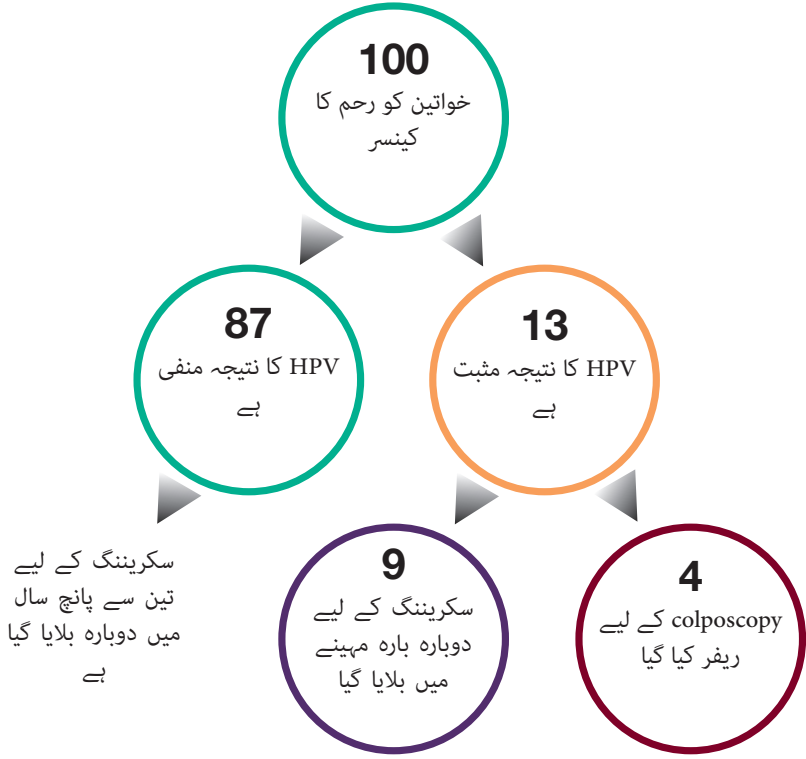 100
خواتین کو رحم کا
کینسر
87
HPV کا نتیجہ منفی
ہے
13
HPV کا نتیجہ مثبت
ہے
سکریننگ کے لیے
تین سے پانچ سال
میں دوبارہ بلایا گیا
ہے
9
سکریننگ کے لیے
دوبارہ بارہ مہینے
میں بلایا گیا
4
colposcopy کے لیے
ریفر کیا گیا